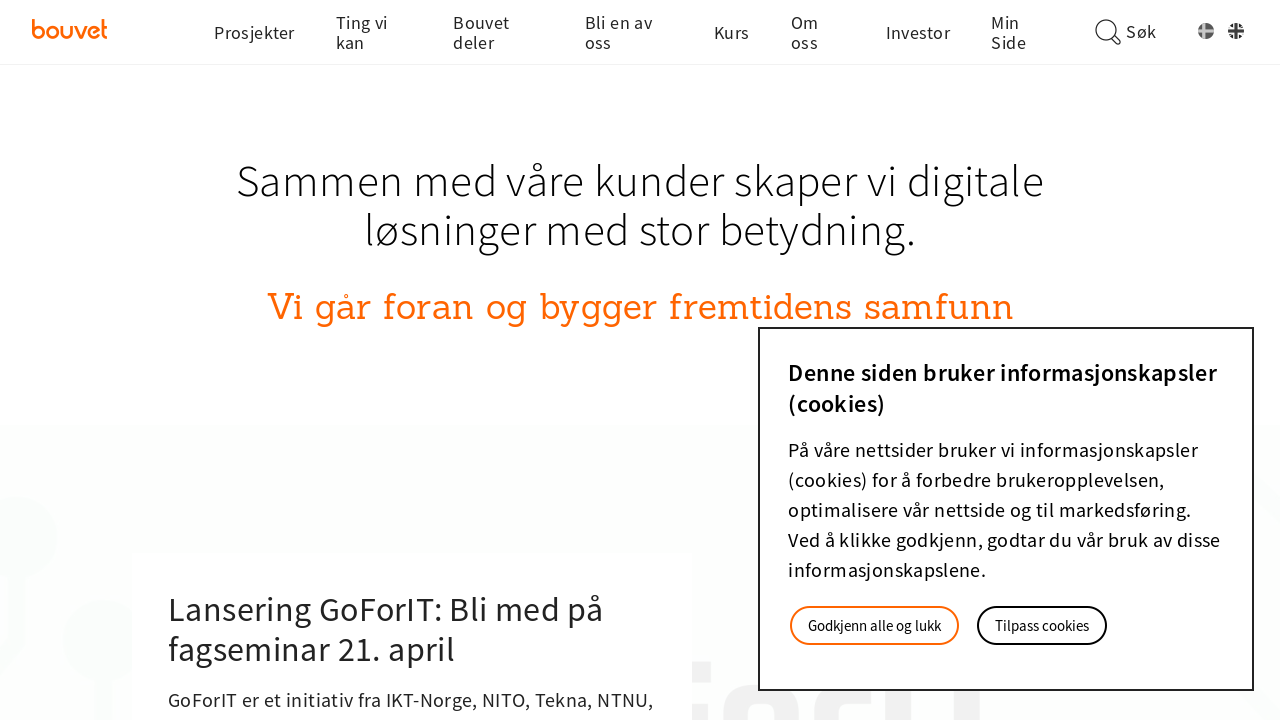 bouvet
Prosjekter
Ting vi
kan
Bouvet
deler
Bli en av
oss
Kurs
Om
oss
Investor
Min
Side
Søk
Sammen med våre kunder skaper vi digitale
løsninger med stor betydning.
Vi går foran og bygger fremtidens samfunn
Denne siden bruker informasjonskapsler
(cookies)
På våre nettsider bruker vi informasjonskapsler
(cookies) for å forbedre brukeropplevelsen,
optimalisere vår nettside og til markedsføring.
Ved å klikke godkjenn, godtar du vår bruk av disse
informasjonskapslene.
Godkjenn alle og lukk
Tilpass cookies
Lansering GoForIT: Bli med på
fagseminar 21. april
GoForIT er et initiativ fra IKT-Norge, NITO, Tekna, NTNU,